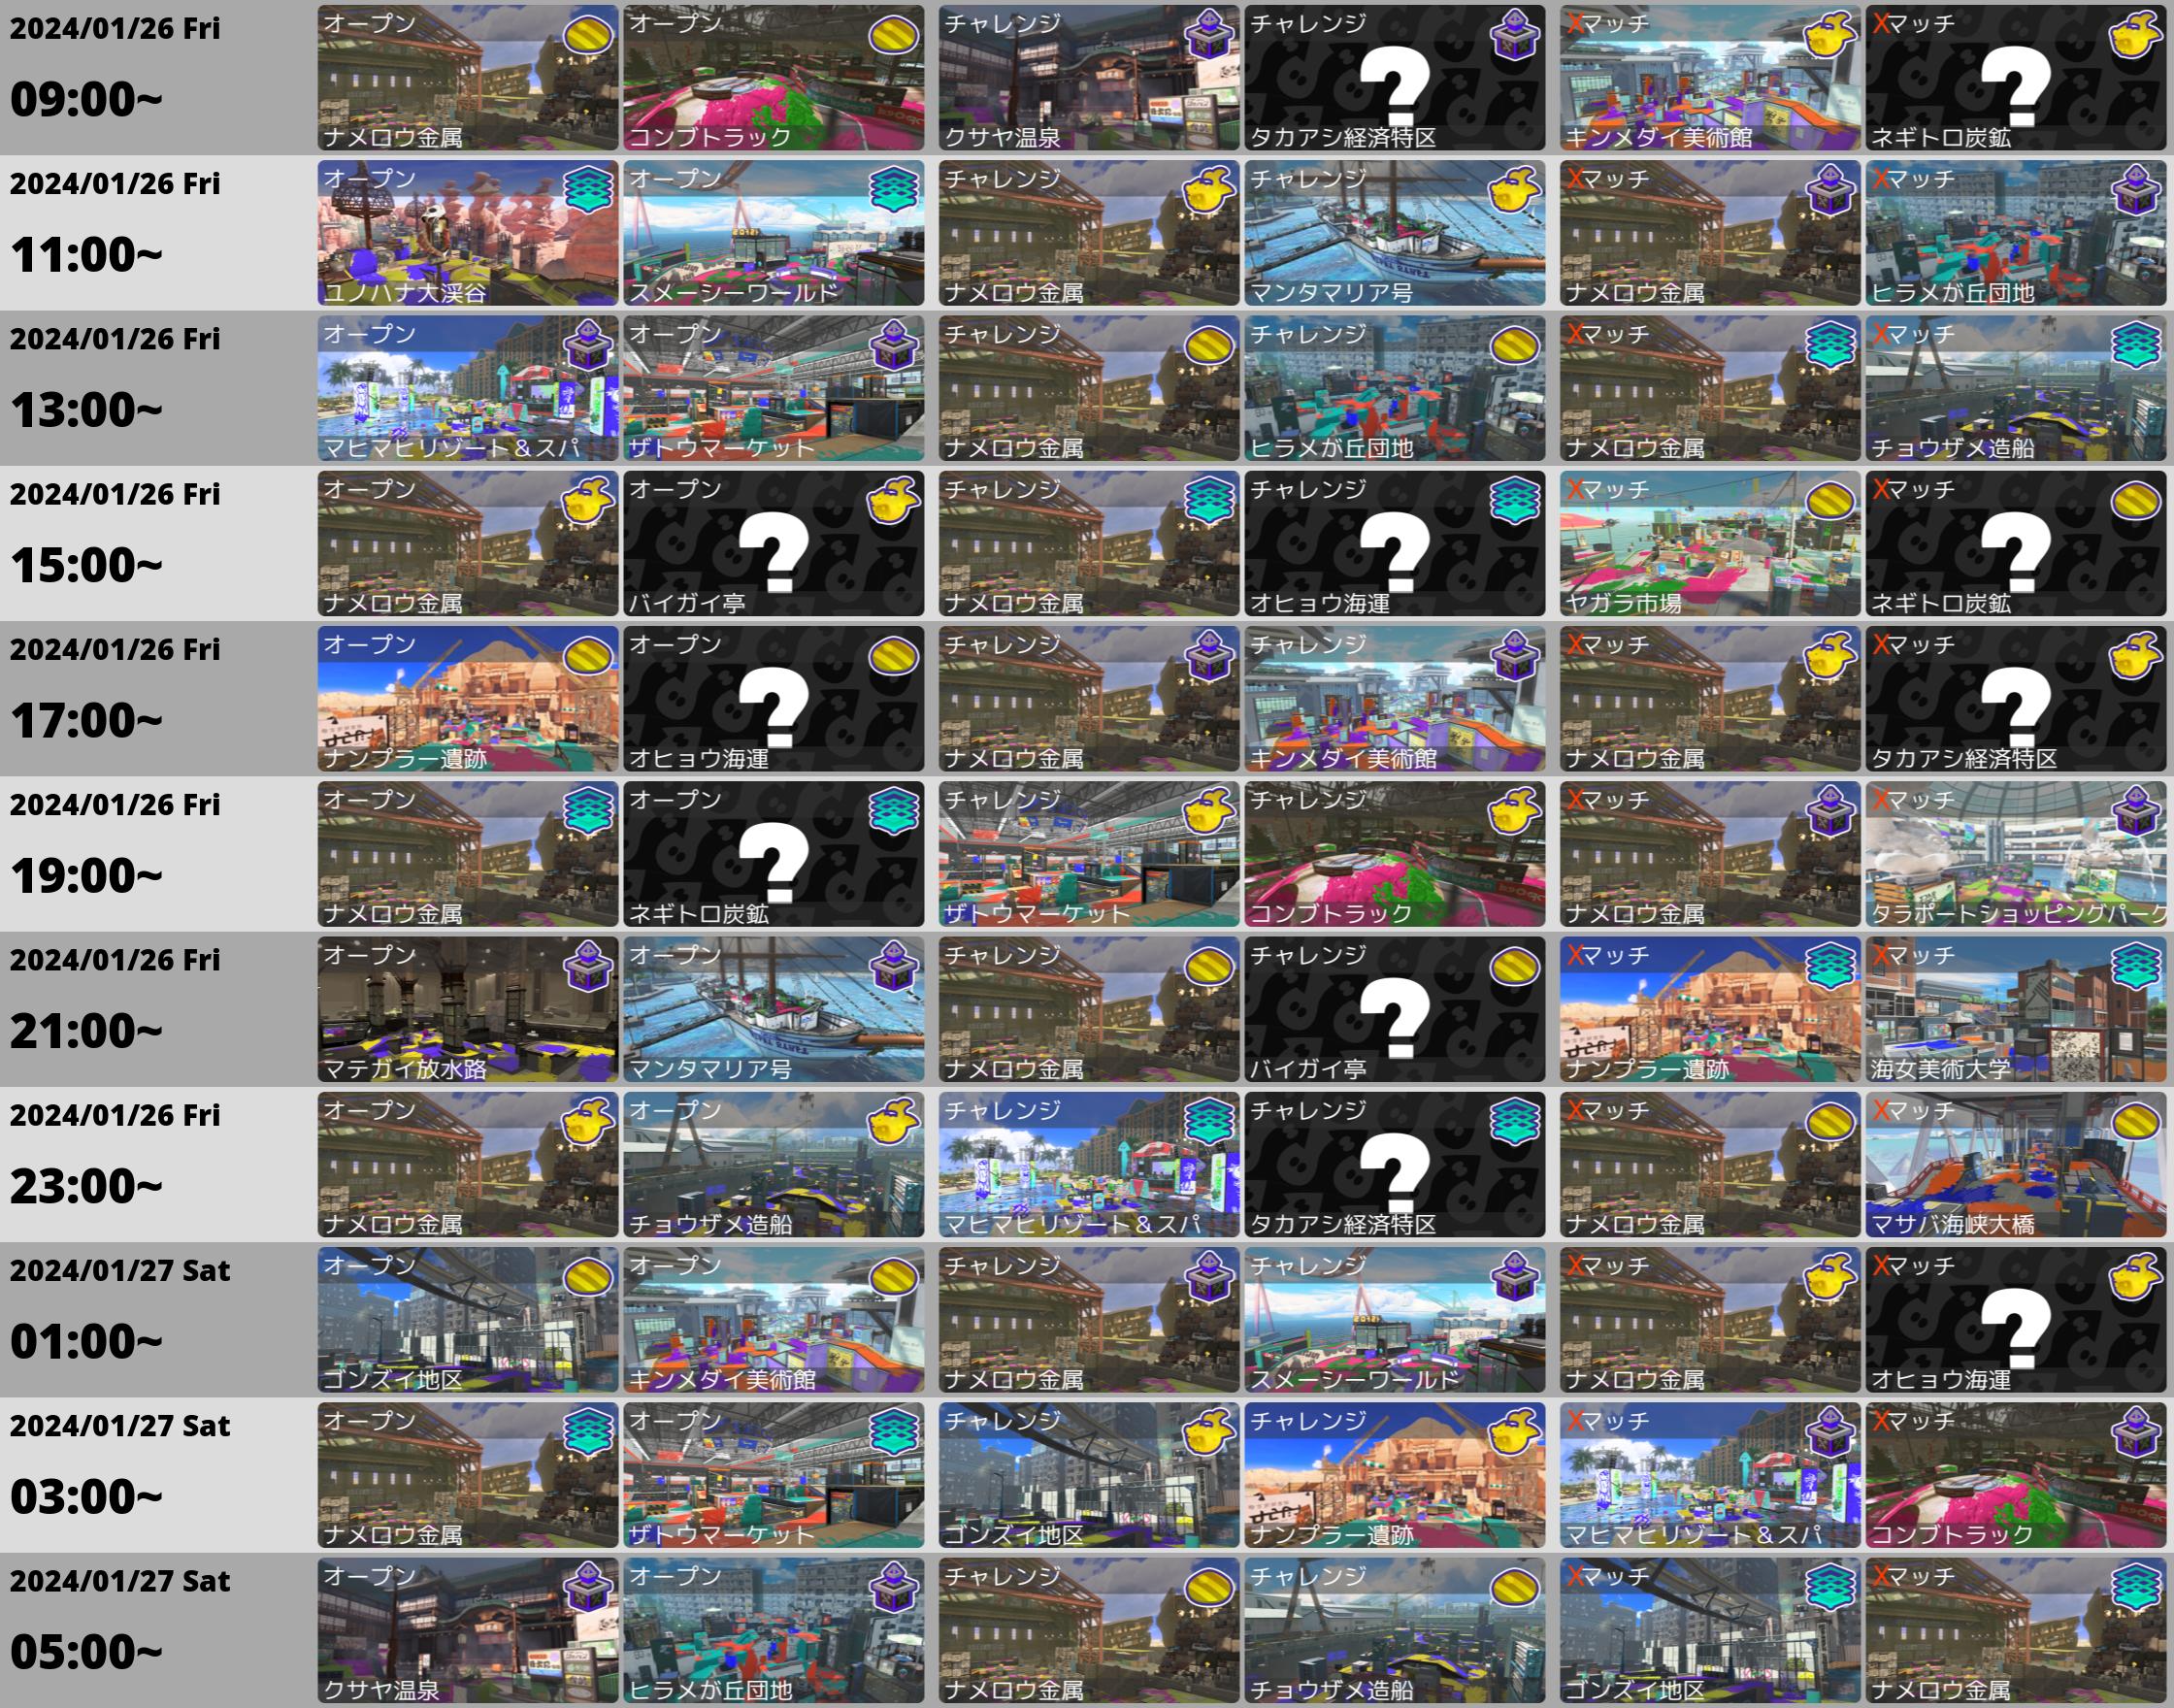 2024/01/26 Fri
09:00~
オープン
ナメロウ金属
オープン
コンブトラック
チャレンジ
クサヤ温泉
チャレンジ
タカアシ経済特区
Xマッチ
キンメダイ美術館
Xマッチ
ネギトロ炭鉱
2024/01/26 Fri
11:00~
オープン
ユノハナ大渓谷
オープン
スメーシーワールド
チャレンジ
ナメロウ金属
チャレンジ
マンタマリア号
Xマッチ
ナメロウ金属
Xマッチ
ヒラメが丘団地
2024/01/26 Fri
13:00~
オープン
マヒマヒリゾート＆スパ
オープン
ザトウマーケット
チャレンジ
ナメロウ金属
チャレンジ
ヒラメが丘団地
Xマッチ
ナメロウ金属
Xマッチ
チョウザメ造船
2024/01/26 Fri
15:00~
オープン
ナメロウ金属
オープン
バイガイ亭
チャレンジ
ナメロウ金属
チャレンジ
オヒョウ海運
Xマッチ
ヤガラ市場
Xマッチ
ネギトロ炭鉱
2024/01/26 Fri
17:00~
オープン
ナンプラー遺跡
オープン
オヒョウ海運
チャレンジ
ナメロウ金属
チャレンジ
キンメダイ美術館
Xマッチ
ナメロウ金属
Xマッチ
タカアシ経済特区
2024/01/26 Fri
19:00~
オープン
ナメロウ金属
オープン
ネギトロ炭鉱
チャレンジ
ザトウマーケット
チャレンジ
コンブトラック
Xマッチ
ナメロウ金属
Xマッチ
タラポートショッピングパーク
2024/01/26 Fri
21:00~
オープン
マテガイ放水路
オープン
マンタマリア号
チャレンジ
ナメロウ金属
チャレンジ
バイガイ亭
Xマッチ
ナンプラー遺跡
Xマッチ
海女美術大学
2024/01/26 Fri
23:00~
オープン
ナメロウ金属
オープン
チョウザメ造船
チャレンジ
マヒマヒリゾート＆スパ
チャレンジ
タカアシ経済特区
Xマッチ
ナメロウ金属
Xマッチ
マサバ海峡大橋
2024/01/27 Sat
01:00~
オープン
ゴンズイ地区
オープン
キンメダイ美術館
チャレンジ
ナメロウ金属
チャレンジ
スメーシーワールド
Xマッチ
ナメロウ金属
Xマッチ
オヒョウ海運
2024/01/27 Sat
03:00~
オープン
ナメロウ金属
オープン
ザトウマーケット
チャレンジ
ゴンズイ地区
チャレンジ
ナンプラー遺跡
Xマッチ
マヒマヒリゾート＆スパ
Xマッチ
コンブトラック
2024/01/27 Sat
05:00~
オープン
クサヤ温泉
オープン
ヒラメが丘団地
チャレンジ
ナメロウ金属
チャレンジ
チョウザメ造船
Xマッチ
ゴンズイ地区
Xマッチ
ナメロウ金属